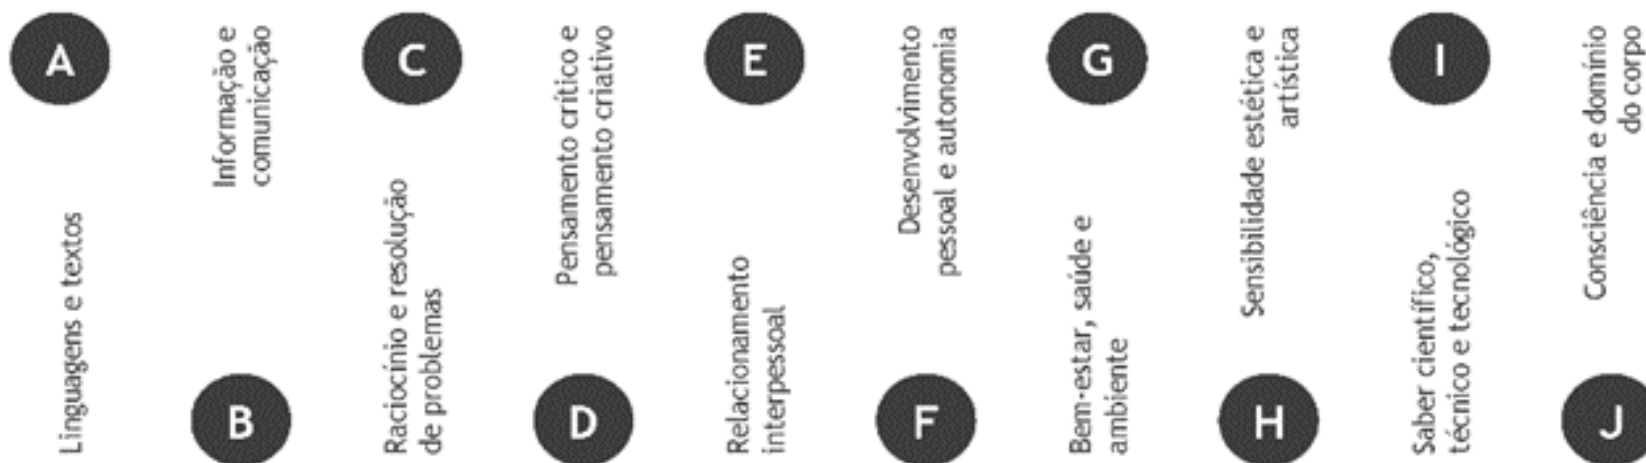 A
Linguagens e textos
B
Informação e
comunicação
C
Raciocínio e resolução
de problemas
D
Pensamento crítico e
pensamento criativo
E
Relacionamento
interpessoal
F
Desenvolvimento
pessoal e autonomia
G
Bem-estar, saúde e
ambiente
H
Sensibilidade estética e
artística
I
Saber científico,
técnico e tecnológico
J
Consciência e domínio
do corpo